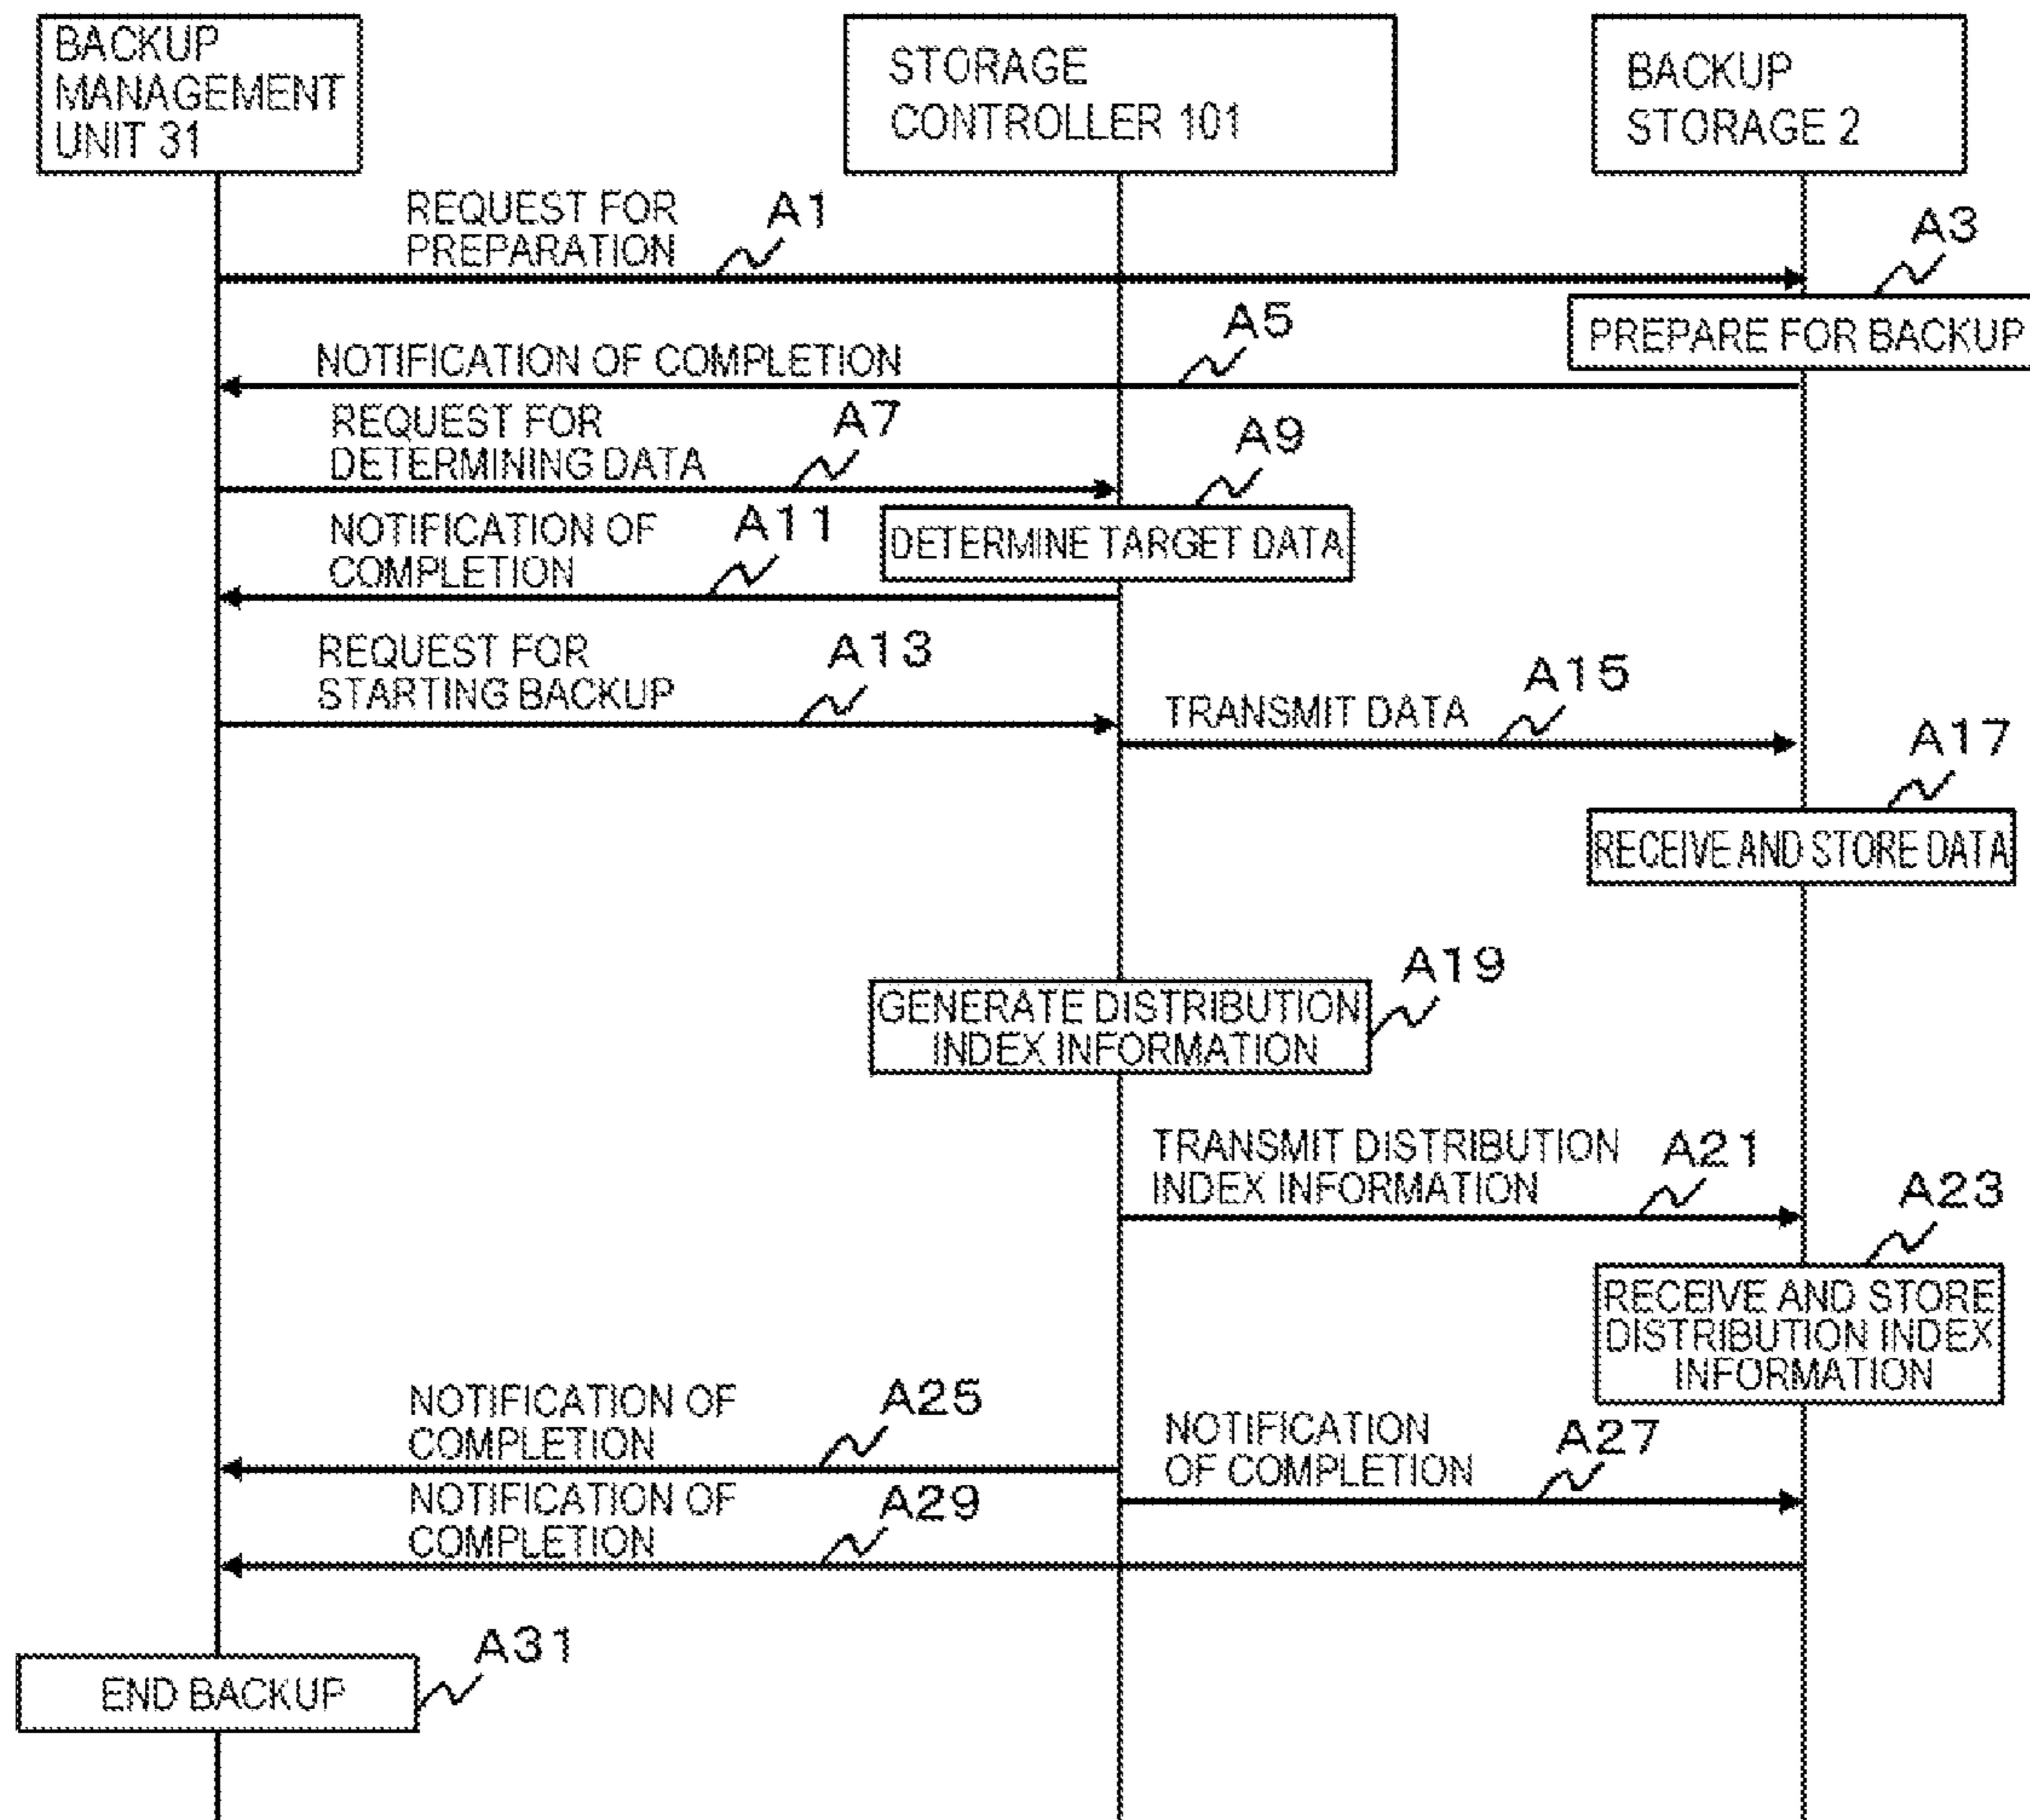 BACKUP
MANAGEMENT
UNIT 31
STORAGE
CONTROLLER 101
BACKUP
STORAGE 2
REQUEST FOR
PREPARATION
A1
A3
PREPARE FOR BACKUP
A5
NOTIFICATION OF COMPLETION
REQUEST FOR
DETERMINING DATA
A7
A9
DETERMINE TARGET DATA
NOTIFICATION OF
COMPLETION
A11
REQUEST FOR
STARTING BACKUP
A13
TRANSMIT DATA
A15
A17
RECEIVE AND STORE DATA
A19
GENERATE DISTRIBUTION
INDEX INFORMATION
TRANSMIT DISTRIBUTION
INDEX INFORMATION
A21
A23
RECEIVE AND STORE
DISTRIBUTION INDEX
INFORMATION
NOTIFICATION OF
COMPLETION
A25
NOTIFICATION
OF COMPLETION
A27
NOTIFICATION OF
COMPLETION
A29
A31
END BACKUP